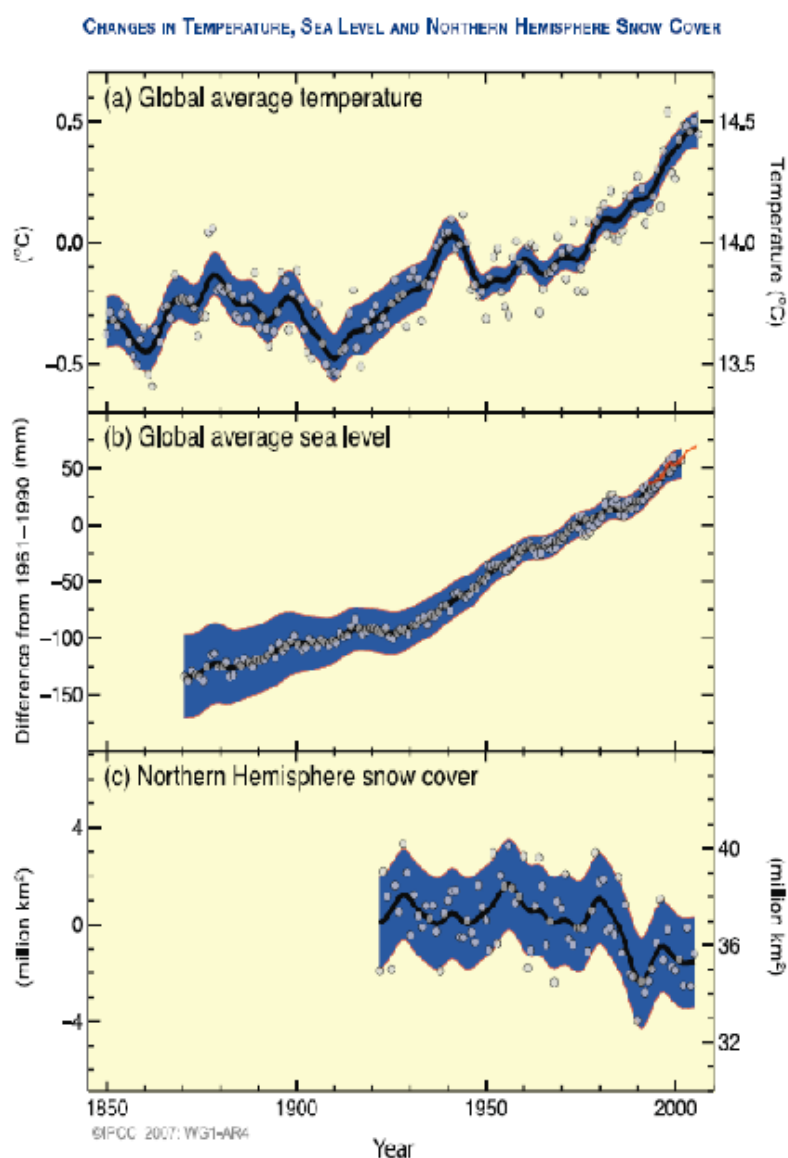 CHANGES IN TEMPERATURE, SEA LEVEL AND NORTHERN HEMISPHERE SNOW COVER
(a) Global average temperature
0.5
0.0
−0.5
(°C)
14.5
14.0
13.5
Temperature (°C)
(b) Global average sea level
50
0
−50
−100
−150
Difference from 1961–1990 (mm)
(c) Northern Hemisphere snow cover
4
0
−4
(million km²)
40
36
32
(million km²)
1850
1900
1950
2000
©IPCC 2007: WG1-AR4
Year